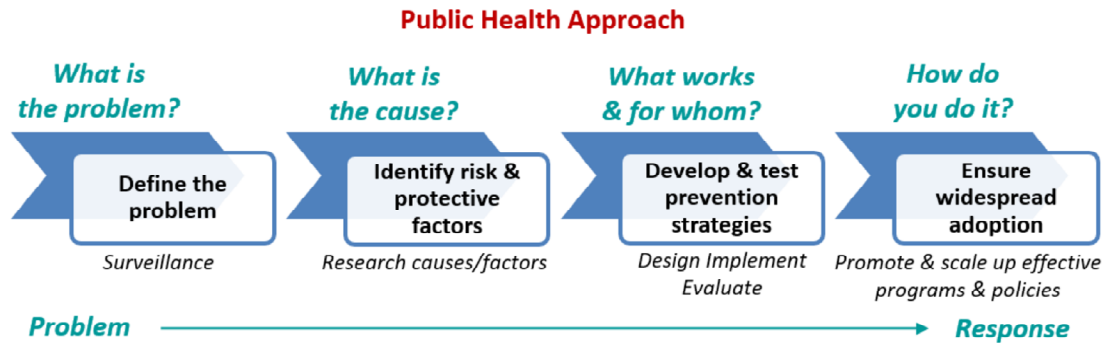 Public Health Approach
What is
the problem?
What is
the cause?
What works
& for whom?
How do
you do it?
Define the
problem
Identify risk &
protective
factors
Develop & test
prevention
strategies
Ensure
widespread
adoption
Surveillance
Research causes/factors
Design Implement
Evaluate
Promote & scale up effective
programs & policies
Problem
Response